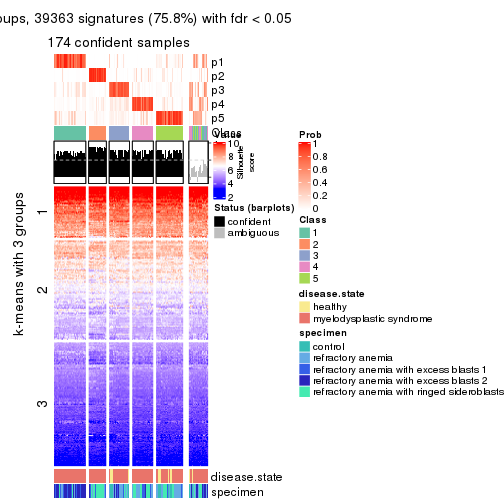 oups, 39363 signatures (75.8%) with fdr < 0.05
174 confident samples
p1
p2
p3
p4
p5
Class
Silhouette
score
k-means with 3 groups
1
2
3
disease.state
specimen
Value
10
8
6
4
2
Status (barplots)
confident
ambiguous
Prob
1
0.8
0.6
0.4
0.2
0
Class
1
2
3
4
5
disease.state
healthy
melodysplastic syndrome
specimen
control
refractory anemia
refractory anemia with excess blasts 1
refractory anemia with excess blasts 2
refractory anemia with ringed sideroblasts